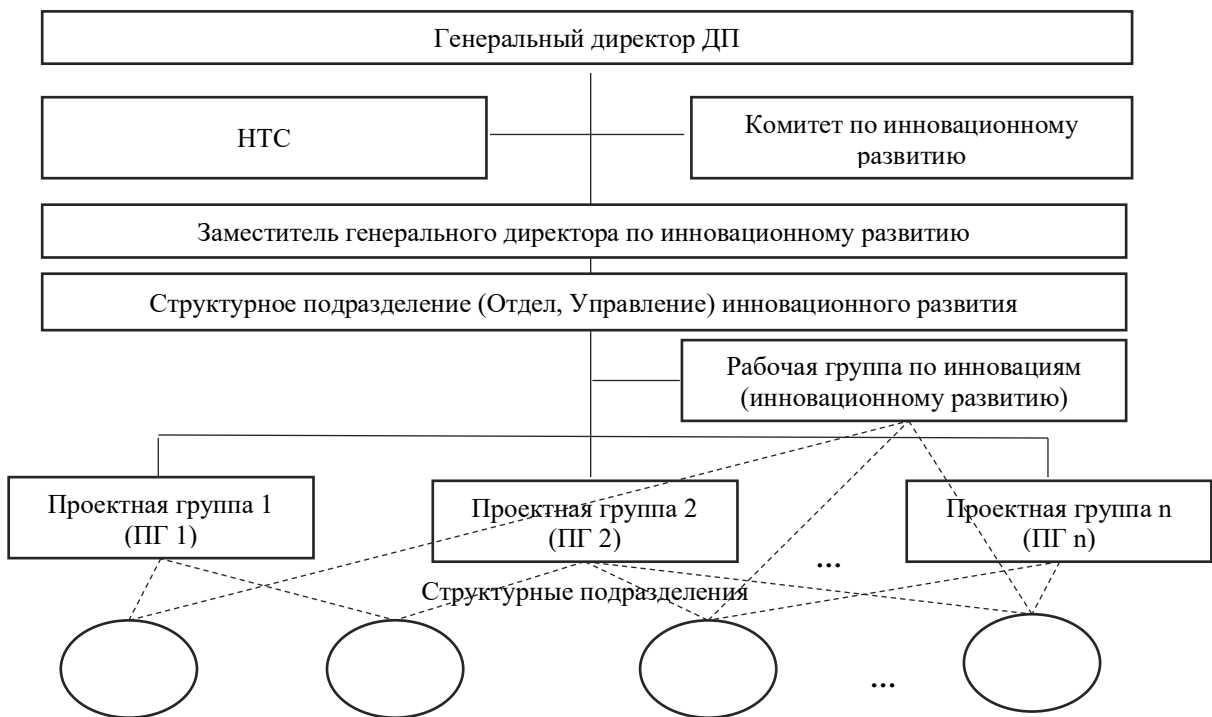 Генеральный директор ДП
НТС
Комитет по инновационному
развитию
Заместитель генерального директора по инновационному развитию
Структурное подразделение (Отдел, Управление) инновационного развития
Рабочая группа по инновациям
(инновационному развитию)
Проектная группа 1
(ПГ 1)
Проектная группа 2
(ПГ 2)
...
Проектная группа n
(ПГ n)
Структурные подразделения
...